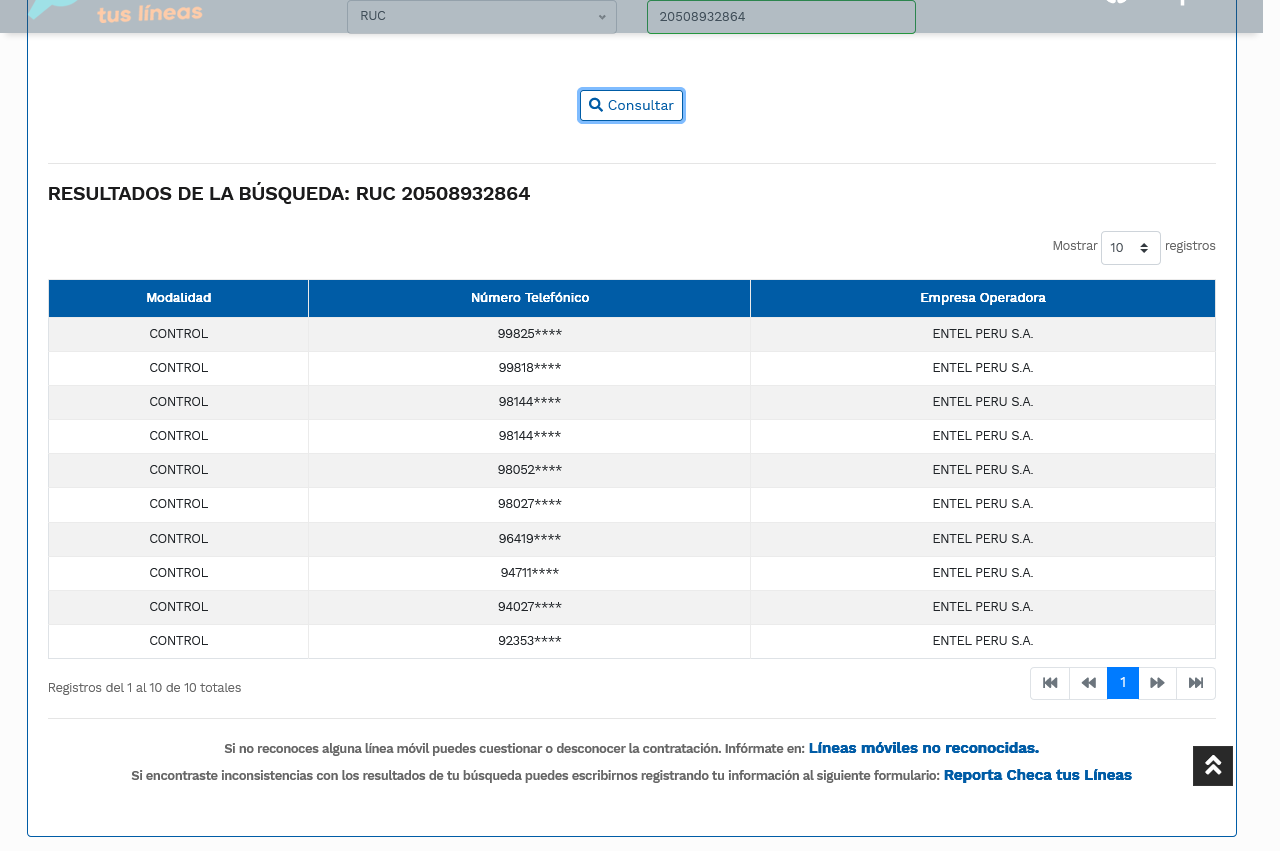 tus líneas
RUC
20508932864
Consultar
RESULTADOS DE LA BÚSQUEDA: RUC 20508932864
Mostrar 10 registros
Modalidad Número Telefónico Empresa Operadora
CONTROL 99825**** ENTEL PERU S.A.
CONTROL 99818**** ENTEL PERU S.A.
CONTROL 98144**** ENTEL PERU S.A.
CONTROL 98144**** ENTEL PERU S.A.
CONTROL 98052**** ENTEL PERU S.A.
CONTROL 98027**** ENTEL PERU S.A.
CONTROL 96419**** ENTEL PERU S.A.
CONTROL 94711**** ENTEL PERU S.A.
CONTROL 94027**** ENTEL PERU S.A.
CONTROL 92353**** ENTEL PERU S.A.
Registros del 1 al 10 de 10 totales
1
Si no reconoces alguna línea móvil puedes cuestionar o desconocer la contratación. Infórmate en: Líneas móviles no reconocidas.
Si encontraste inconsistencias con los resultados de tu búsqueda puedes escribirnos registrando tu información al siguiente formulario: Reporta Checa tus Líneas